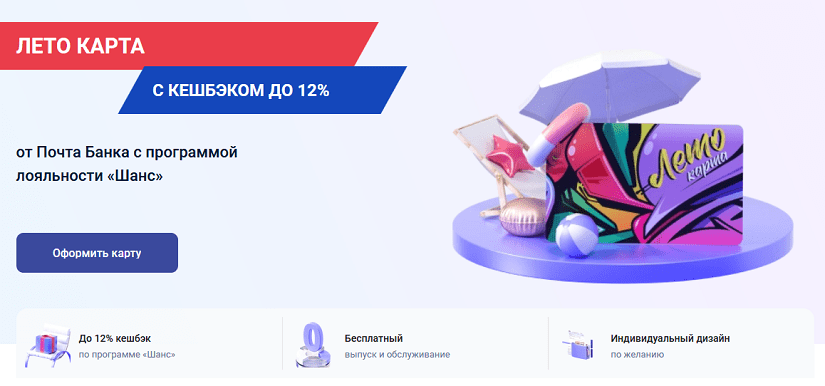 ЛЕТО КАРТА
С КЕШБЭКОМ ДО 12%
от Почта Банка с программой
лояльности «Шанс»
Оформить карту
Лето
карта
До 12% кешбэк
по программе «Шанс»
Бесплатный
выпуск и обслуживание
Индивидуальный дизайн
по желанию